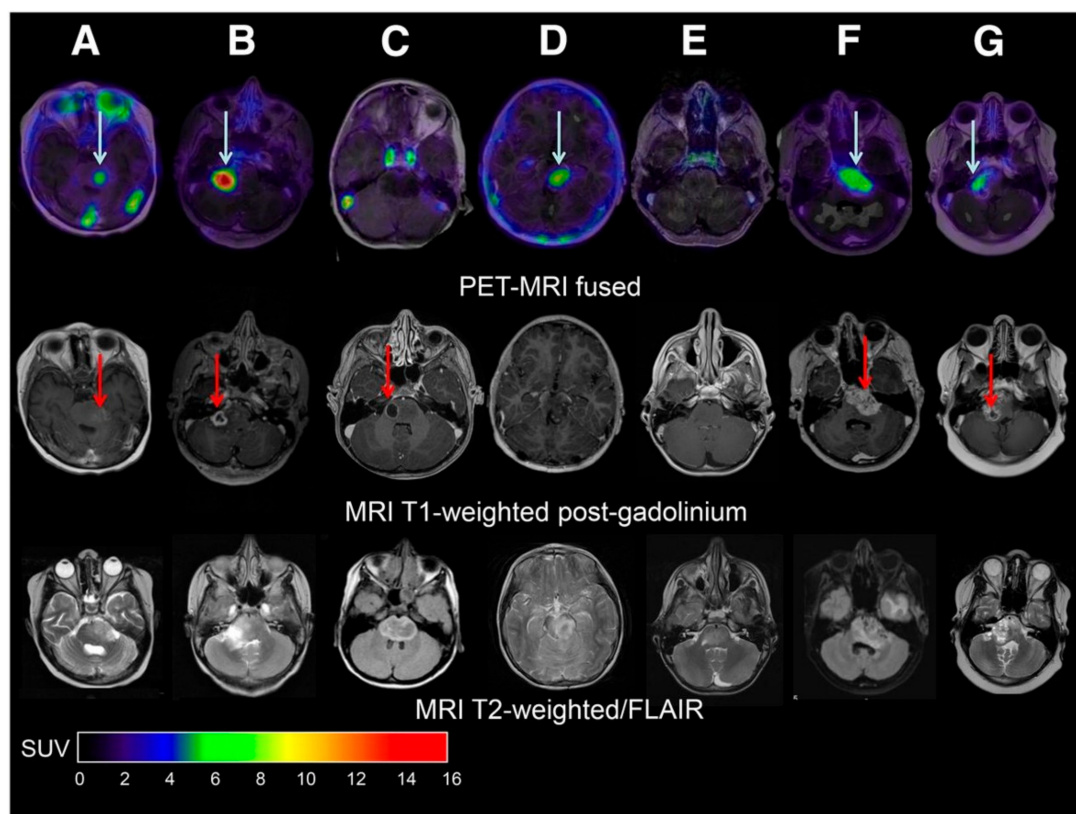 A B C D E F G
PET-MRI fused
MRI T1-weighted post-gadolinium
MRI T2-weighted/FLAIR
SUV
0 2 4 6 8 10 12 14 16